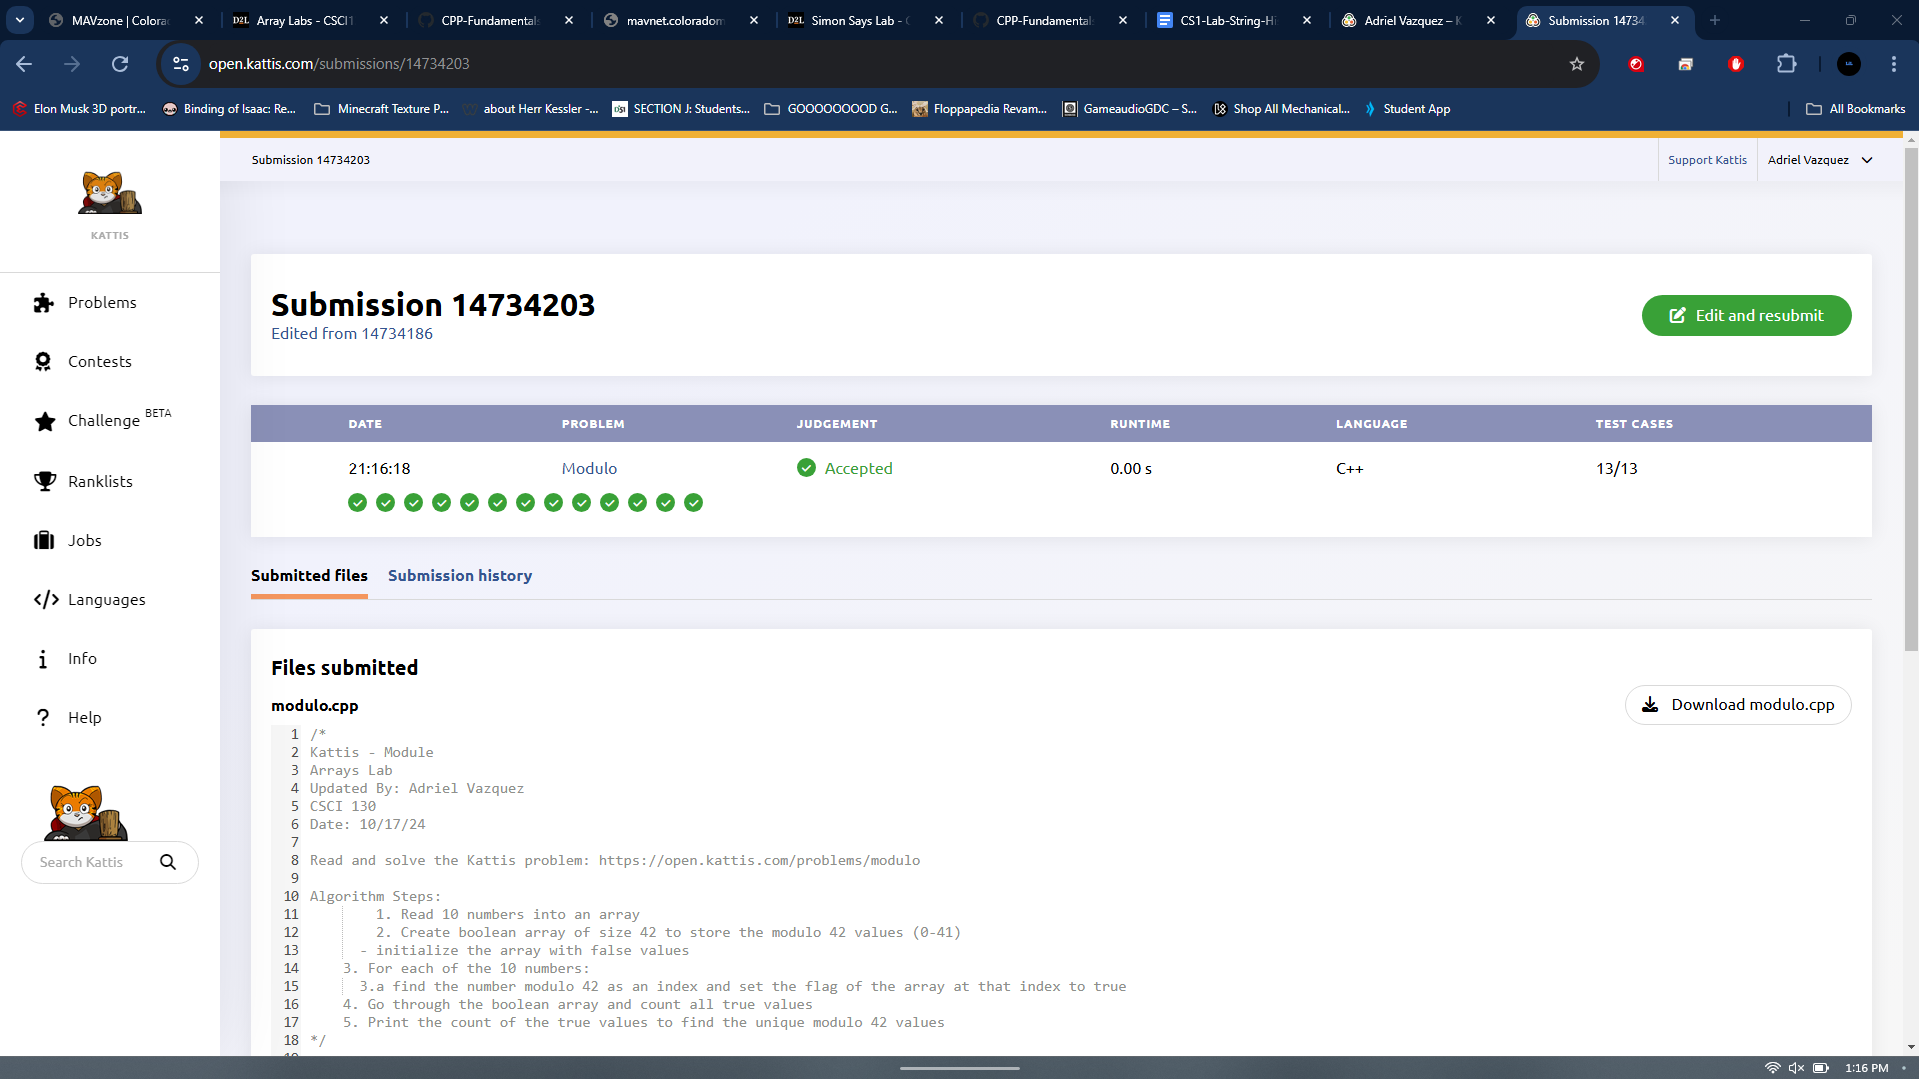 MAVzone | Colora
Array Labs - CSCI1
CPP-Fundamentals
mavnet.coloradom
Simon Says Lab - C
CPP-Fundamentals
CS1-Lab-String-Hi
Adriel Vazquez – K
Submission 14734
open.kattis.com/submissions/14734203
Elon Musk 3D portr...
Binding of Isaac: Re...
Minecraft Texture P...
about Herr Kessler -...
SECTION J: Students...
GOOOOOOOOD G...
Floppapedia Revam...
GameaudioGDC – S...
Shop All Mechanical...
Student App
All Bookmarks
Submission 14734203
Support Kattis
Adriel Vazquez
KATTIS
Problems
Contests
Challenge BETA
Ranklists
Jobs
Languages
Info
Help
Search Kattis
Submission 14734203
Edited from 14734186
Edit and resubmit
DATE PROBLEM JUDGEMENT RUNTIME LANGUAGE TEST CASES
21:16:18 Modulo Accepted 0.00 s C++ 13/13
Submitted files Submission history
Files submitted
modulo.cpp
Download modulo.cpp
1 /*
2 Kattis - Module
3 Arrays Lab
4 Updated By: Adriel Vazquez
5 CSCI 130
6 Date: 10/17/24
7
8 Read and solve the Kattis problem: https://open.kattis.com/problems/modulo
9
10 Algorithm Steps:
11 1. Read 10 numbers into an array
12 2. Create boolean array of size 42 to store the modulo 42 values (0-41)
13 - initialize the array with false values
14 3. For each of the 10 numbers:
15 3.a find the number modulo 42 as an index and set the flag of the array at that index to true
16 4. Go through the boolean array and count all true values
17 5. Print the count of the true values to find the unique modulo 42 values
18 */
1:16 PM